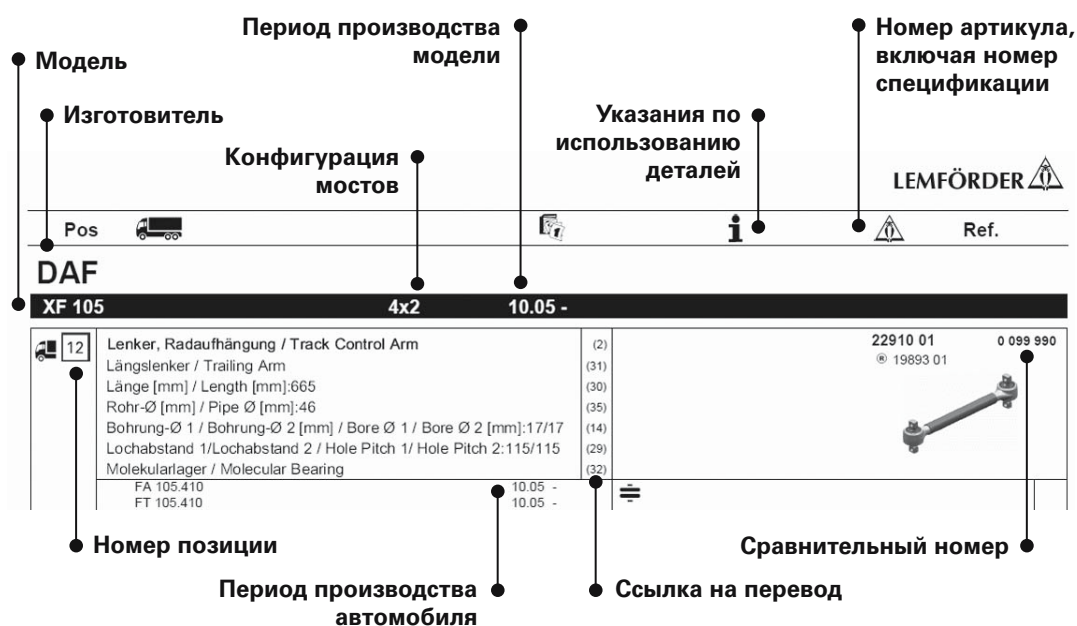 Период производства
модели
Номер артикула,
включая номер
спецификации
Модель
Изготовитель
Указания по
использованию
деталей
Конфигурация
мостов
LEMFÖRDER
Pos
Ref.
DAF
XF 105 4x2 10.05 -
12 Lenker, Radaufhängung / Track Control Arm (2) 22910 01 0 099 990
Längslenker / Trailing Arm (31) ® 19893 01
Länge [mm] / Length [mm]:665 (30)
Rohr-Ø [mm] / Pipe Ø [mm]:46 (35)
Bohrung-Ø 1 / Bohrung-Ø 2 [mm] / Bore Ø 1 / Bore Ø 2 [mm]:17/17 (14)
Lochabstand 1/Lochabstand 2 / Hole Pitch 1/ Hole Pitch 2:115/115 (29)
Molekularlager / Molecular Bearing (32)
FA 105.410 10.05 -
FT 105.410 10.05 -
Номер позиции
Сравнительный номер
Период производства
автомобиля
Ссылка на перевод